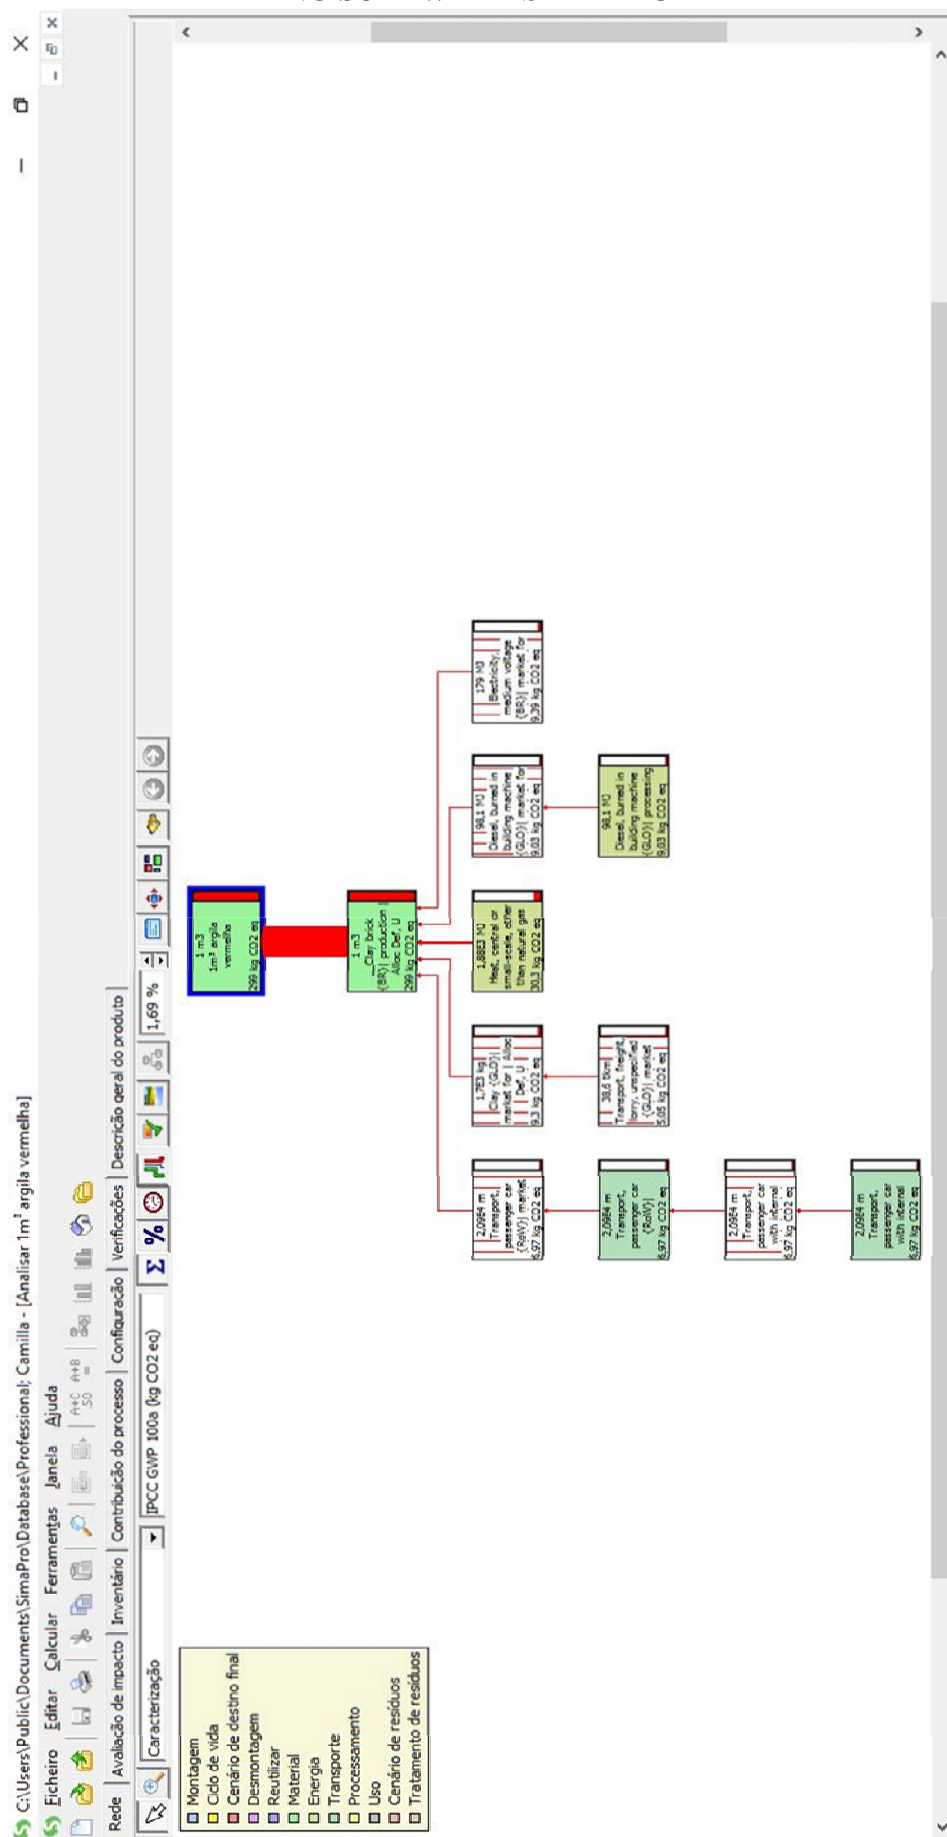 C:\Users\Public\Documents\SimaPro\Database\Professional; Camilla - [Analisar 1m³ argila vermelha]
Ficheiro Editar Calcular Ferramentas Janela Ajuda
A+C .50 A+B =
Rede Avaliação de impacto Inventário Contribuição do processo Configuração Verificações Descrição geral do produto
Caracterização IPCC GWP 100a (kg CO2 eq) Σ % 1,69 %
Montagem
Ciclo de vida
Cenário de destino final
Desmontagem
Reutilizar
Material
Energia
Transporte
Processamento
Uso
Cenário de resíduos
Tratamento de resíduos
1 m3
1m³ argila
vermelha
299 kg CO2 eq
1 m3
_Clay brick
{BR}| production |
Alloc Def, U
299 kg CO2 eq
2,09E4 m
Transport,
passenger car
{RoW}| market
6,97 kg CO2 eq
1,7E3 kg
Clay {GLO}|
market for | Alloc
Def, U
9,3 kg CO2 eq
1,88E3 MJ
Heat, central or
small-scale, other
than natural gas
30,3 kg CO2 eq
98,1 MJ
Diesel, burned in
building machine
{GLO}| market for
9,03 kg CO2 eq
179 MJ
Electricity,
medium voltage
{BR}| market for
9,39 kg CO2 eq
2,09E4 m
Transport,
passenger car
{RoW}|
6,97 kg CO2 eq
38,6 tkm
Transport, freight,
lorry, unspecified
{GLO}| market
5,05 kg CO2 eq
98,1 MJ
Diesel, burned in
building machine
{GLO}| processing
9,03 kg CO2 eq
2,09E4 m
Transport,
passenger car
with internal
6,97 kg CO2 eq
2,09E4 m
Transport,
passenger car
with internal
6,97 kg CO2 eq